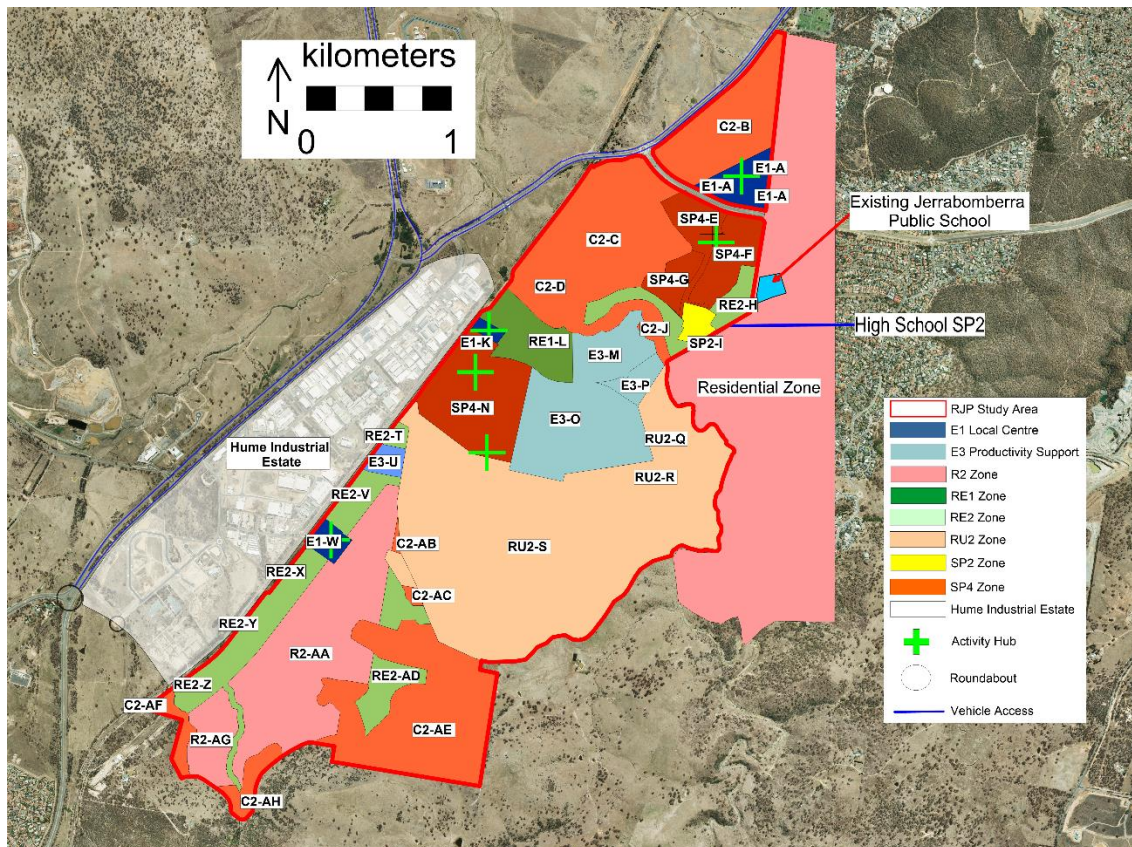 kilometers
N
0
1
C2-B
E1-A
E1-A
E1-A
Existing Jerrabomberra
Public School
SP4-E
C2-C
SP4-F
SP4-G
C2-D
RE2-H
High School SP2
C2-J
SP2-I
E1-K
RE1-L
E3-M
E3-P
Residential Zone
SP4-N
E3-O
RE2-T
RU2-Q
Hume Industrial
Estate
E3-U
RU2-R
RE2-V
E1-W
C2-AB
RU2-S
RE2-X
C2-AC
RE2-Y
R2-AA
RE2-AD
RE2-Z
C2-AF
C2-AE
R2-AG
C2-AH
RJP Study Area
E1 Local Centre
E3 Productivity Support
R2 Zone
RE1 Zone
RE2 Zone
RU2 Zone
SP2 Zone
SP4 Zone
Hume Industrial Estate
Activity Hub
Roundabout
Vehicle Access